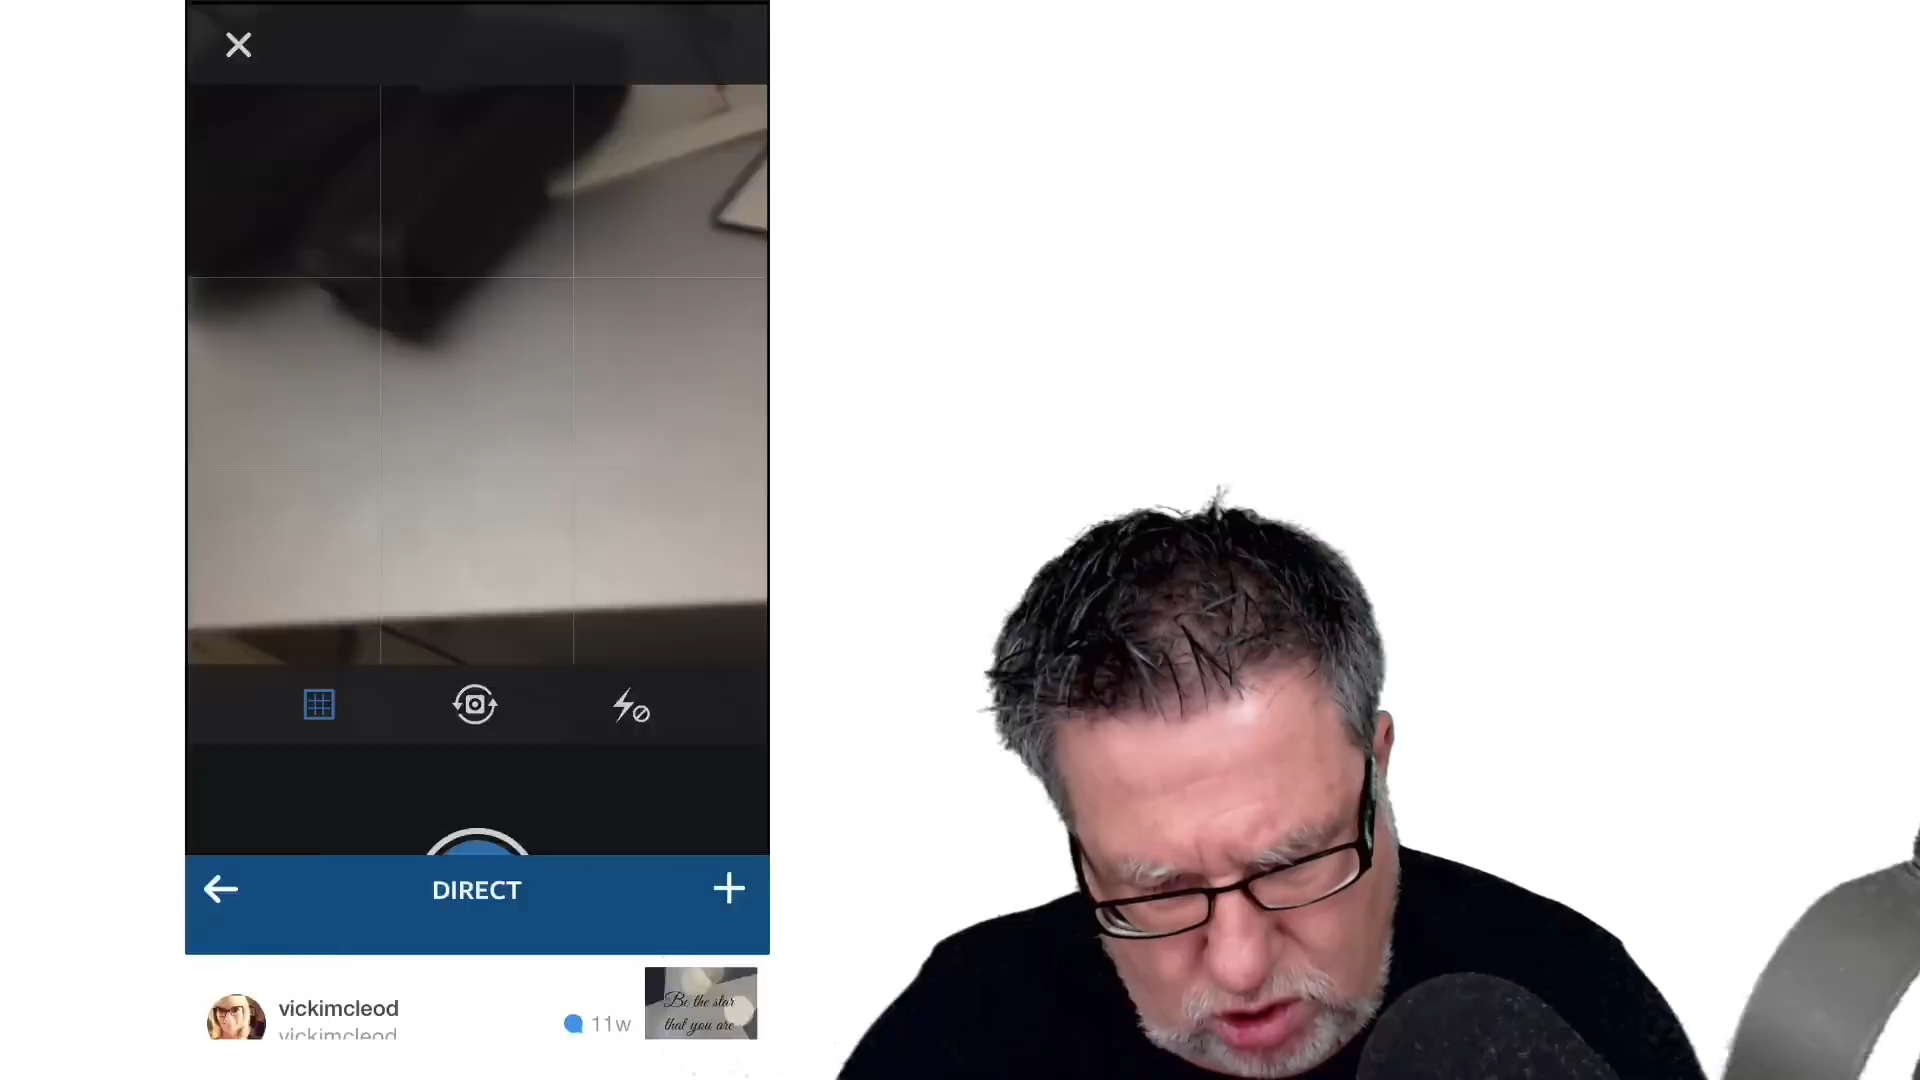 DIRECT
vickimcleod
vickimcleod
11w
Be the star
that you are